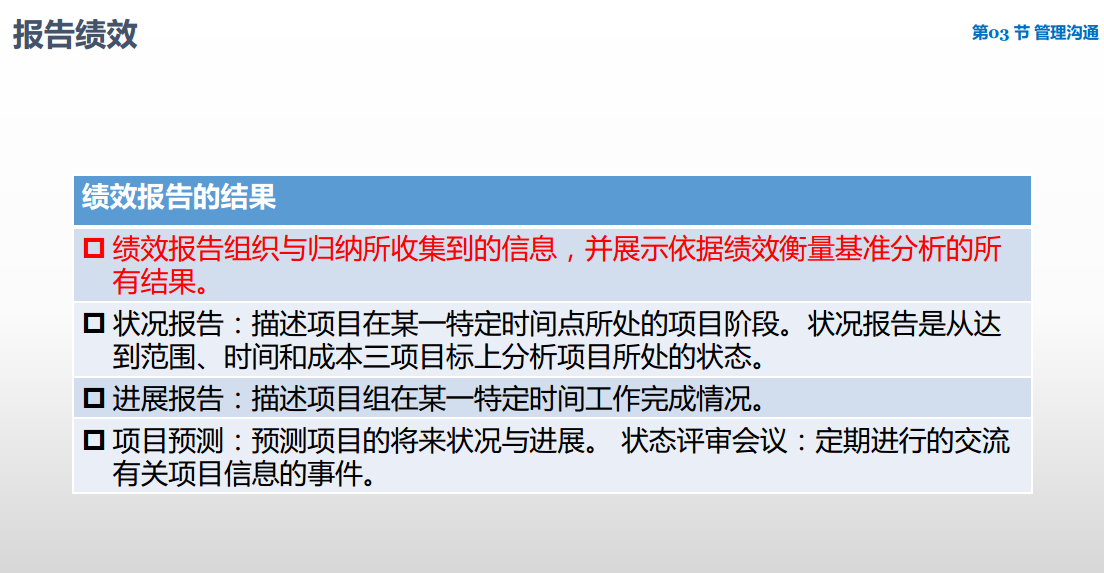 报告绩效
第03 节 管理沟通
绩效报告的结果
绩效报告组织与归纳所收集到的信息，并展示依据绩效衡量基准分析的所
有结果。
状况报告：描述项目在某一特定时间点所处的项目阶段。状况报告是从达
到范围、时间和成本三项目标上分析项目所处的状态。
进展报告：描述项目组在某一特定时间工作完成情况。
项目预测：预测项目的将来状况与进展。 状态评审会议：定期进行的交流
有关项目信息的事件。